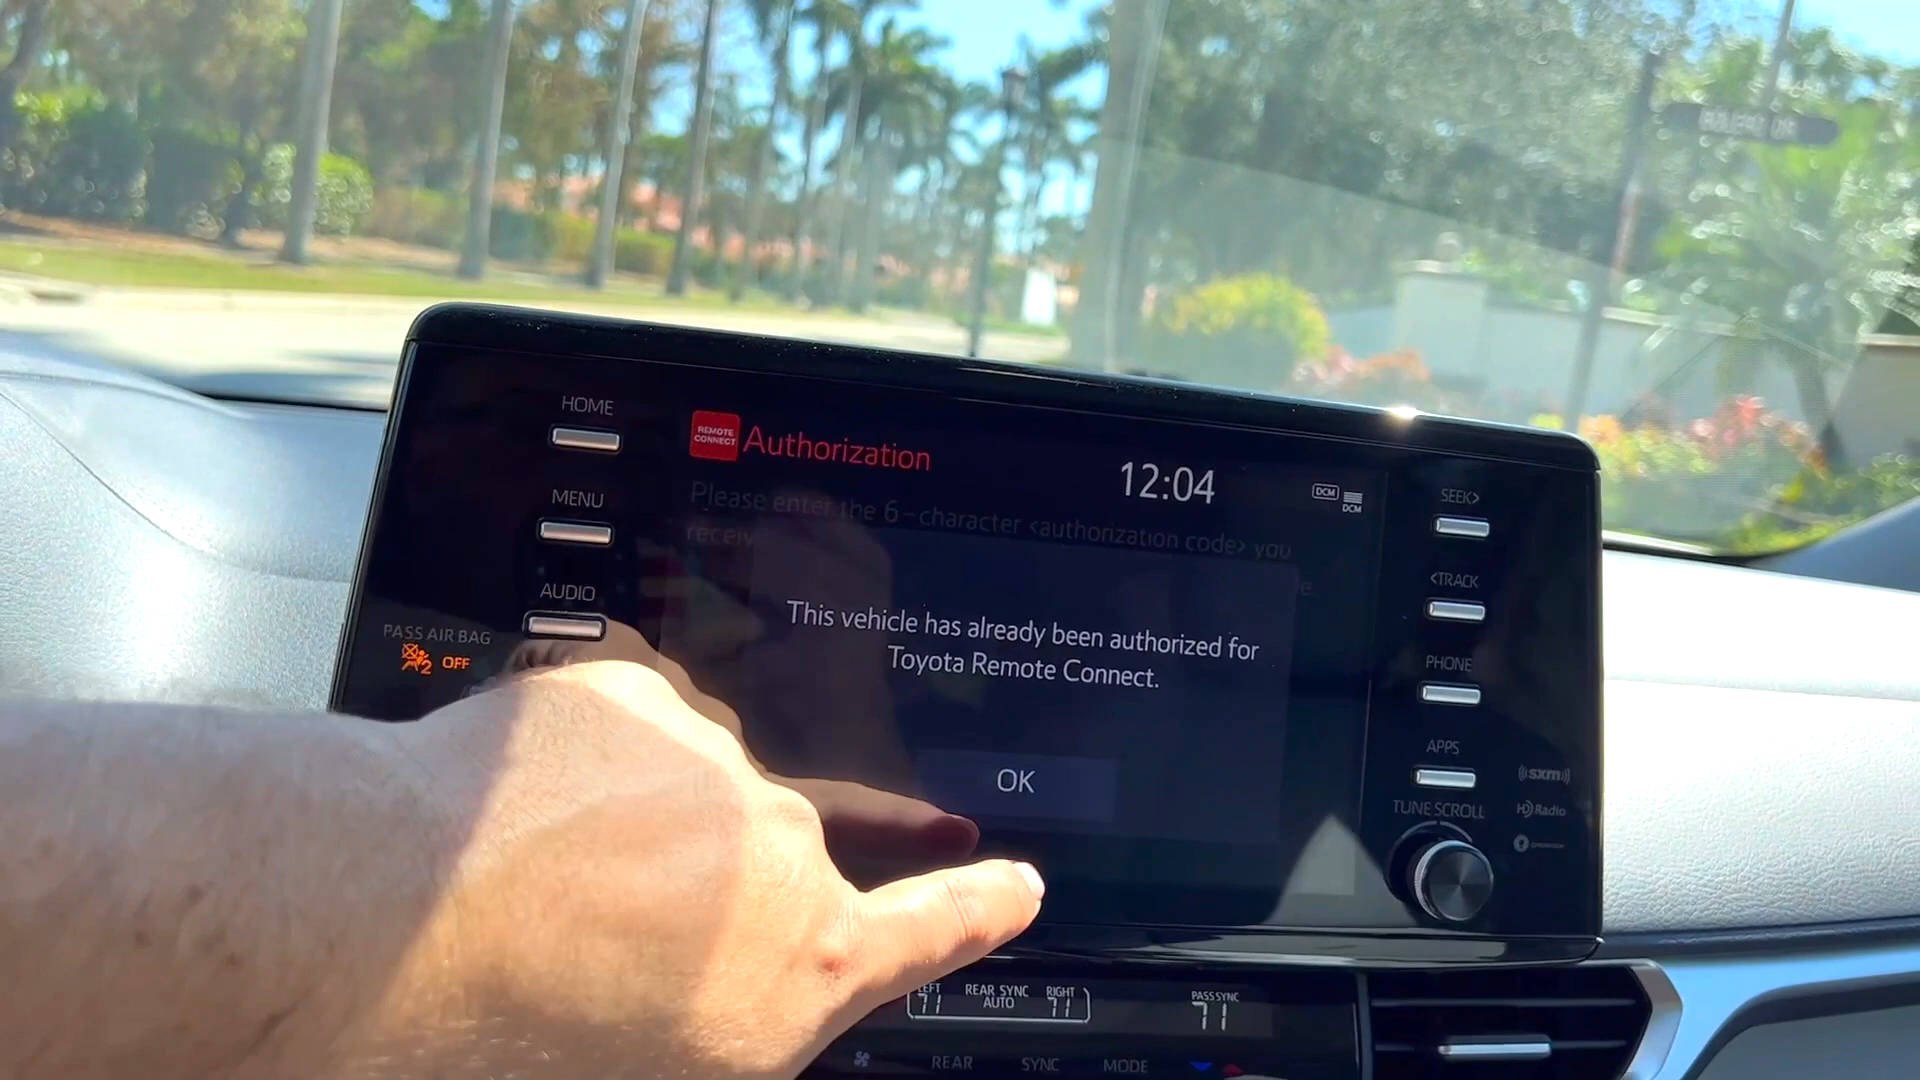 HOME
MENU
AUDIO
PASS AIR BAG
2 OFF
REMOTE
CONNECT
Authorization
12:04
DCM
DCM
Please enter the 6-character <authorization code> you
This vehicle has already been authorized for
Toyota Remote Connect.
OK
SEEK>
<TRACK
PHONE
APPS
TUNE SCROLL
((sxm))
HD Radio
LEFT
71
REAR SYNC
AUTO
RIGHT
71
PASS SYNC
71
REAR
SYNC
MODE